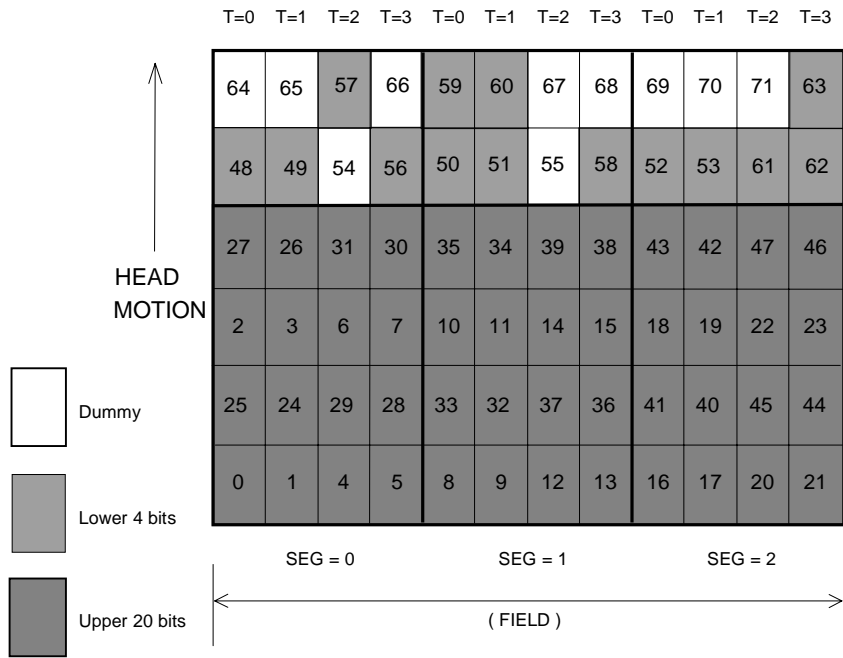 T=0 T=1 T=2 T=3 T=0 T=1 T=2 T=3 T=0 T=1 T=2 T=3
64 65 57 66 59 60 67 68 69 70 71 63
48 49 54 56 50 51 55 58 52 53 61 62
27 26 31 30 35 34 39 38 43 42 47 46
HEAD
MOTION
2 3 6 7 10 11 14 15 18 19 22 23
25 24 29 28 33 32 37 36 41 40 45 44
0 1 4 5 8 9 12 13 16 17 20 21
Dummy
Lower 4 bits
Upper 20 bits
SEG = 0 SEG = 1 SEG = 2
( FIELD )